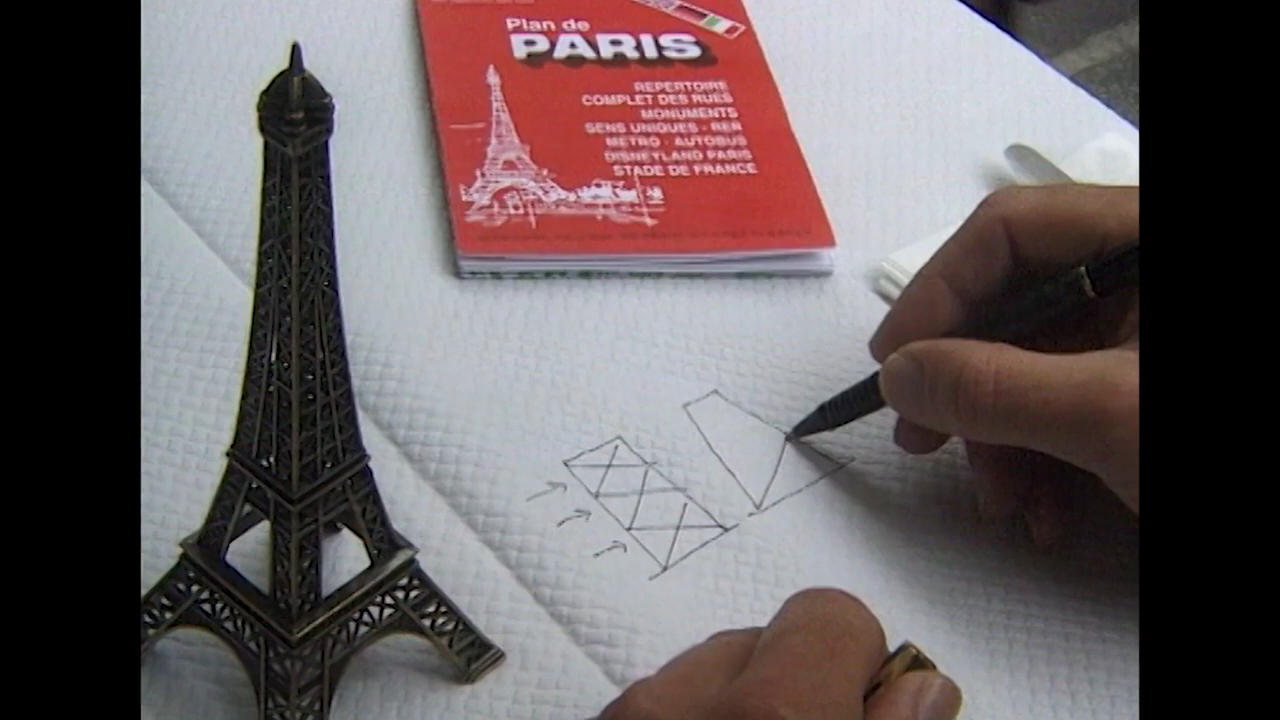 Plan de
PARIS
REPERTOIRE
COMPLET DES RUES
MONUMENTS
SENS UNIQUES - RER
METRO - AUTOBUS
DISNEYLAND PARIS
STADE DE FRANCE